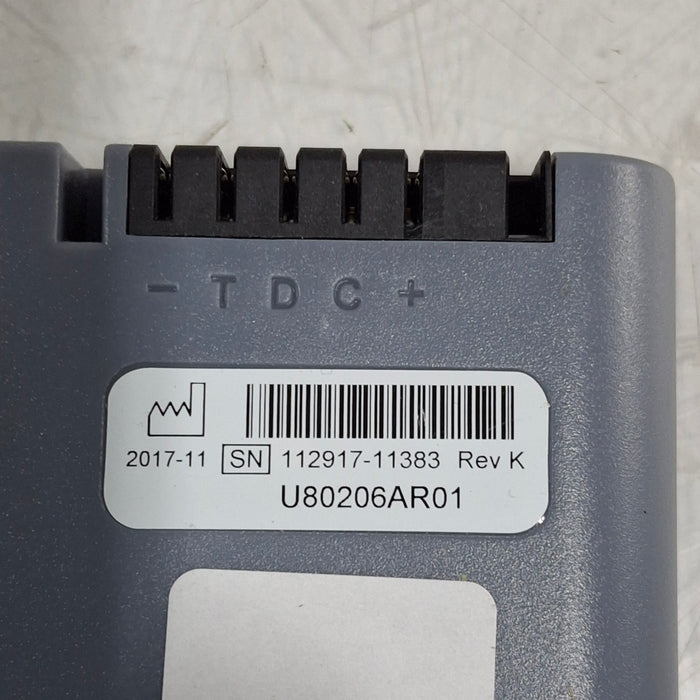 − T D C +
2017-11 SN 112917-11383 Rev K
U80206AR01